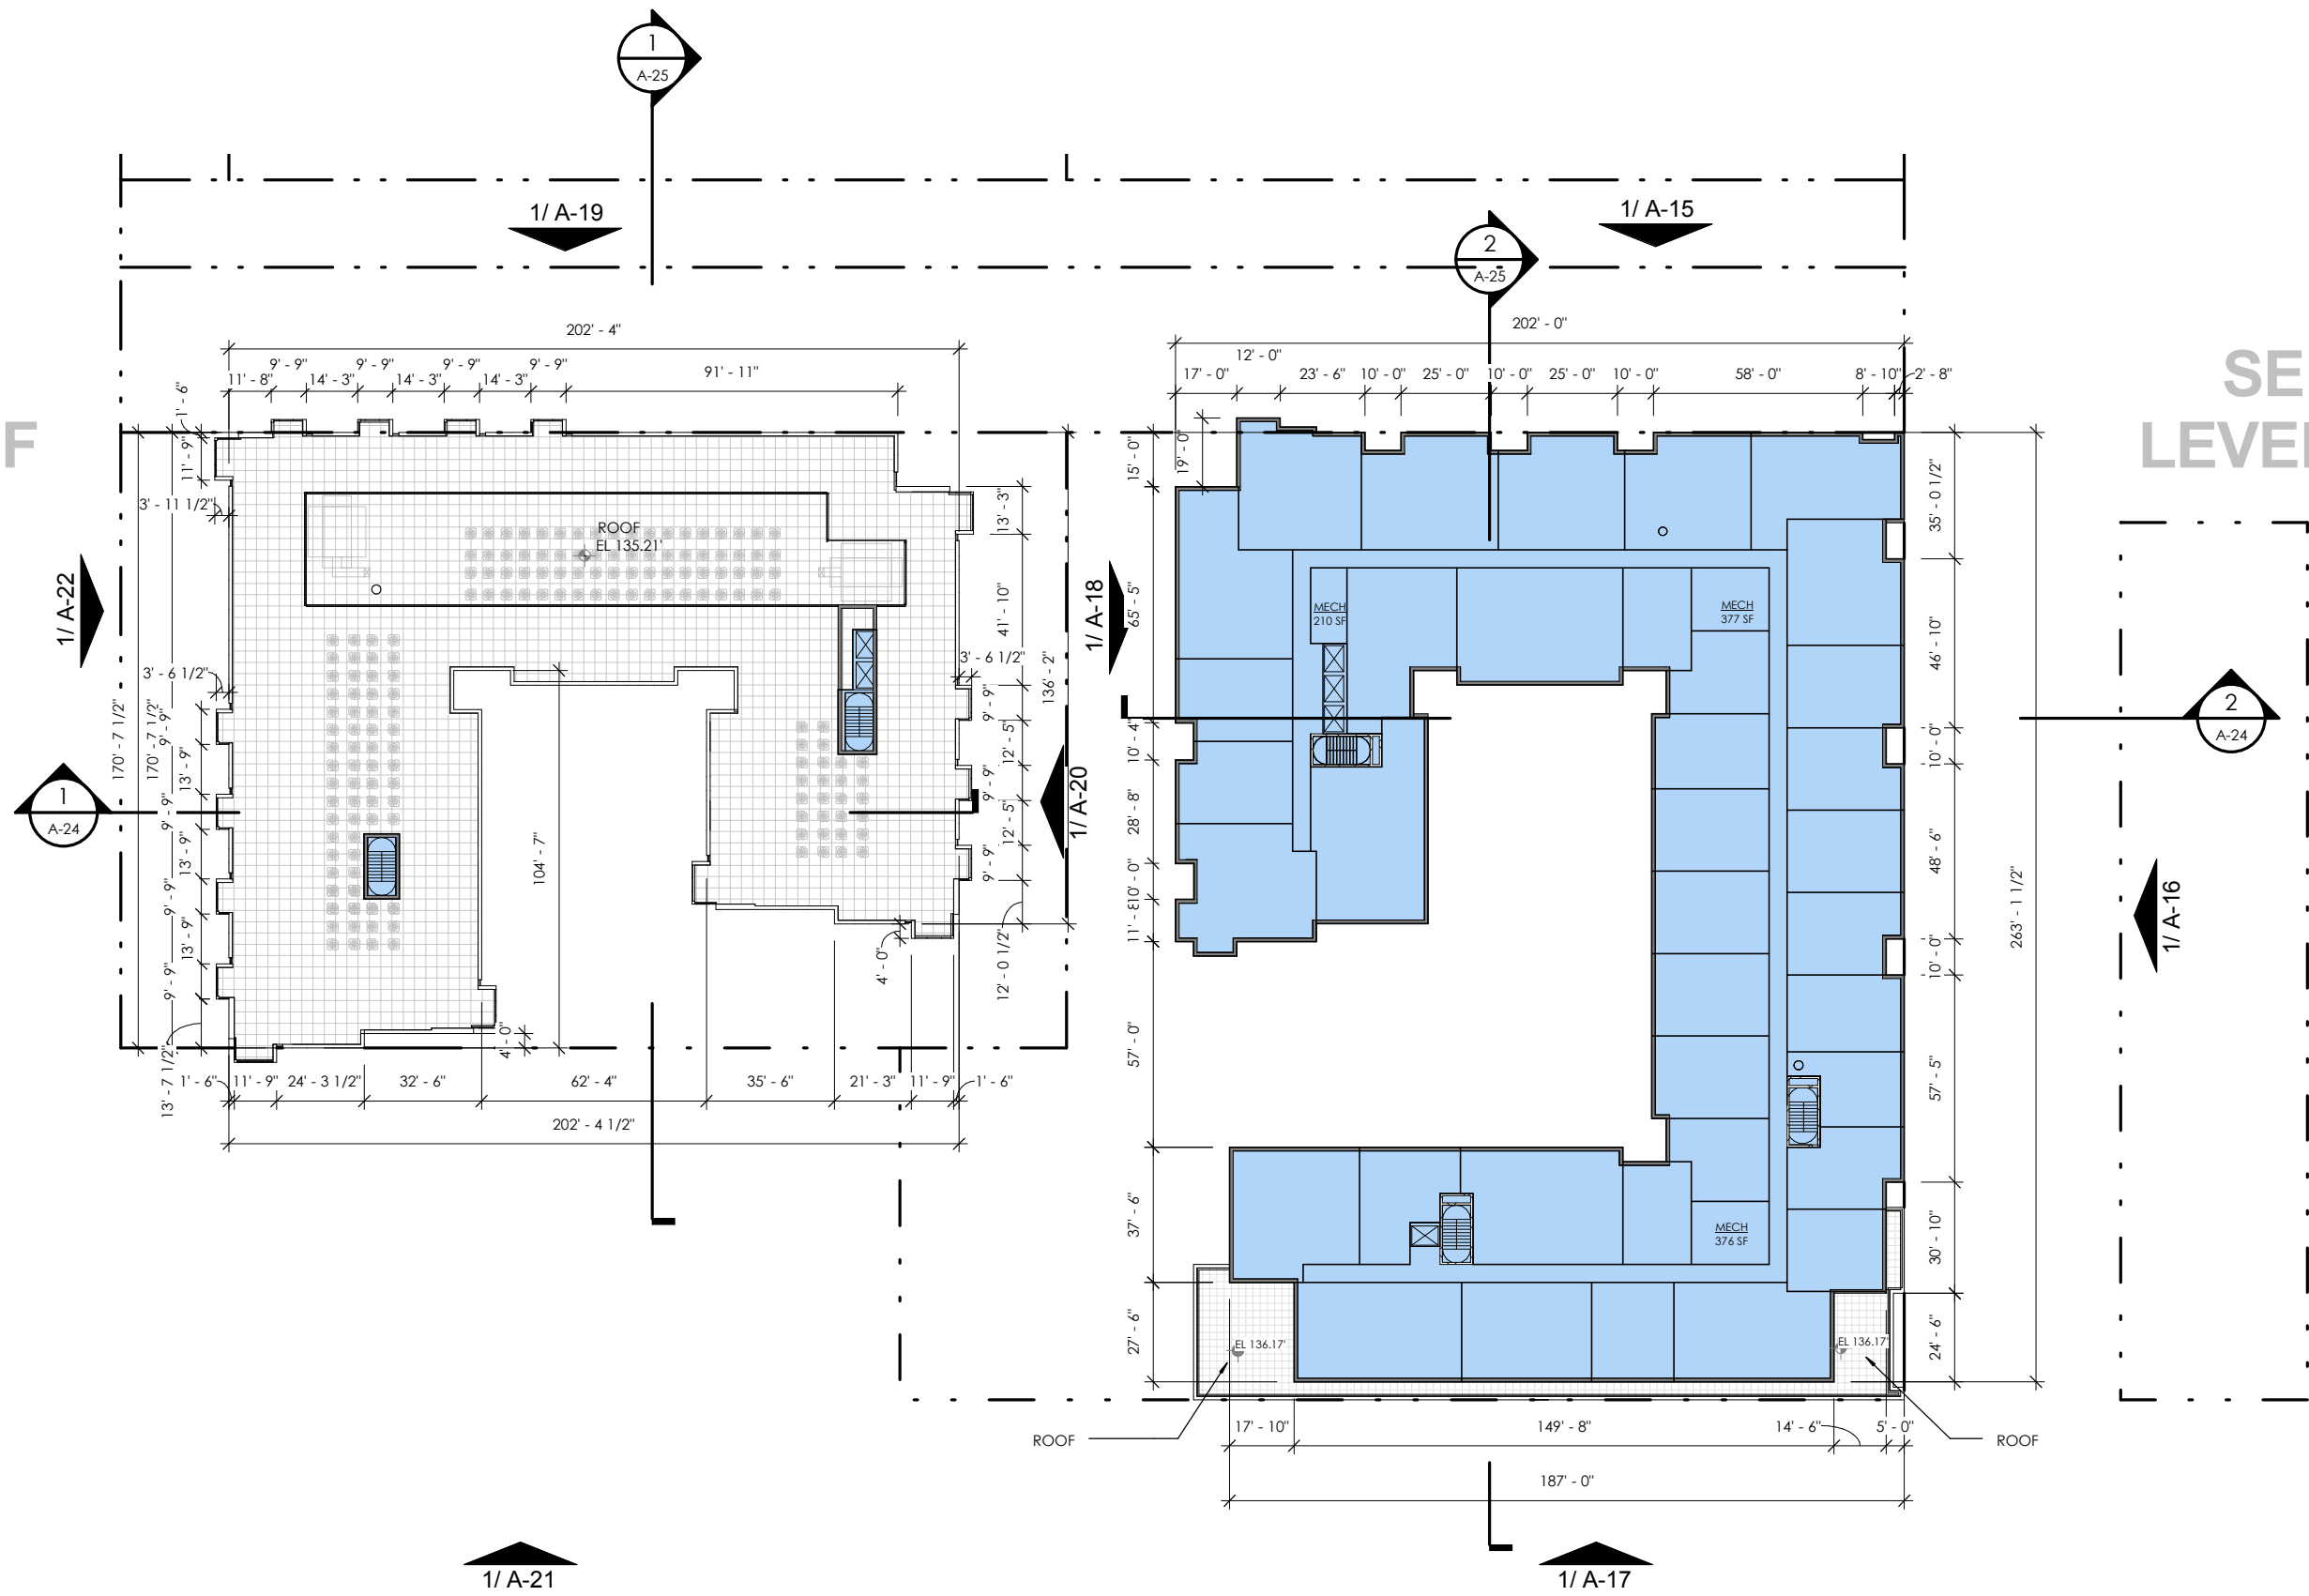 1
A-25
1/ A-19
1/ A-15
2
A-25
202' - 4"
202' - 0"
12' - 0"
9' - 9"
9' - 9"
9' - 9"
9' - 9"
11' - 8"
14' - 3"
14' - 3"
14' - 3"
91' - 11"
17' - 0"
23' - 6"
10' - 0"
25' - 0"
10' - 0"
25' - 0"
10' - 0"
58' - 0"
8' - 10"
2' - 8"
SE
LEVEL
F
1' - 6"
11' - 9"
3' - 11 1/2"
ROOF
EL 135.21'
13' - 3"
41' - 10"
15' - 0"
19' - 0"
35' - 0 1/2"
1/ A-22
1/ A-18
65' - 5"
MECH
210 SF
MECH
377 SF
46' - 10"
3' - 6 1/2"
3' - 6 1/2"
136' - 2"
170' - 7 1/2"
170' - 7 1/2"
9' - 9"
13' - 9"
9' - 9"
13' - 9"
9' - 9"
13' - 9"
9' - 9"
13' - 7 1/2"
9' - 9"
12' - 5"
9' - 9"
12' - 5"
9' - 9"
12' - 0 1/2"
10' - 4"
28' - 8"
10' - 0"
57' - 0"
37' - 6"
27' - 6"
10' - 0"
48' - 6"
10' - 0"
57' - 5"
30' - 10"
24' - 6"
263' - 1 1/2"
2
A-24
1
A-24
1/ A-20
1/ A-16
104' - 7"
4' - 0"
4' - 0"
1' - 6"
11' - 9"
24' - 3 1/2"
32' - 6"
62' - 4"
35' - 6"
21' - 3"
11' - 9"
1' - 6"
202' - 4 1/2"
MECH
376 SF
EL 136.17'
EL 136.17'
ROOF
17' - 10"
149' - 8"
14' - 6"
5' - 0"
ROOF
187' - 0"
1/ A-21
1/ A-17